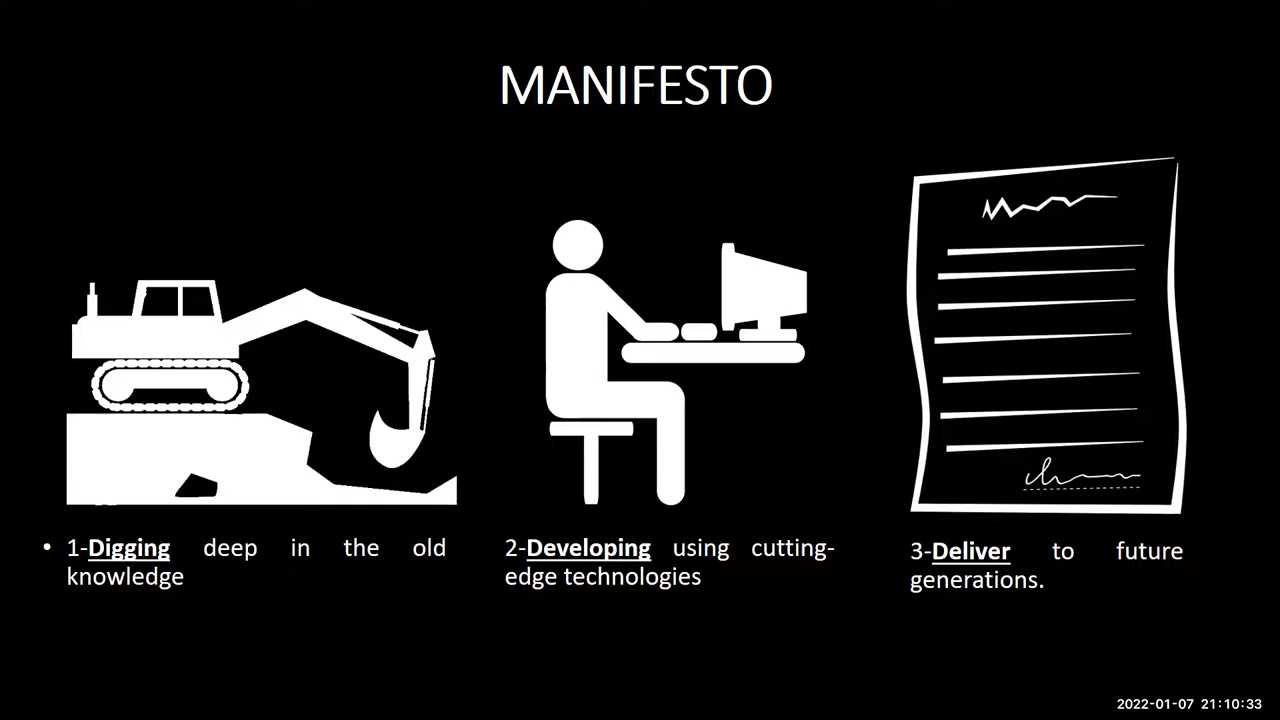 MANIFESTO
• 1-Digging deep in the old
knowledge
2-Developing using cutting-
edge technologies
3-Deliver to future
generations.
2022-01-07 21:10:33